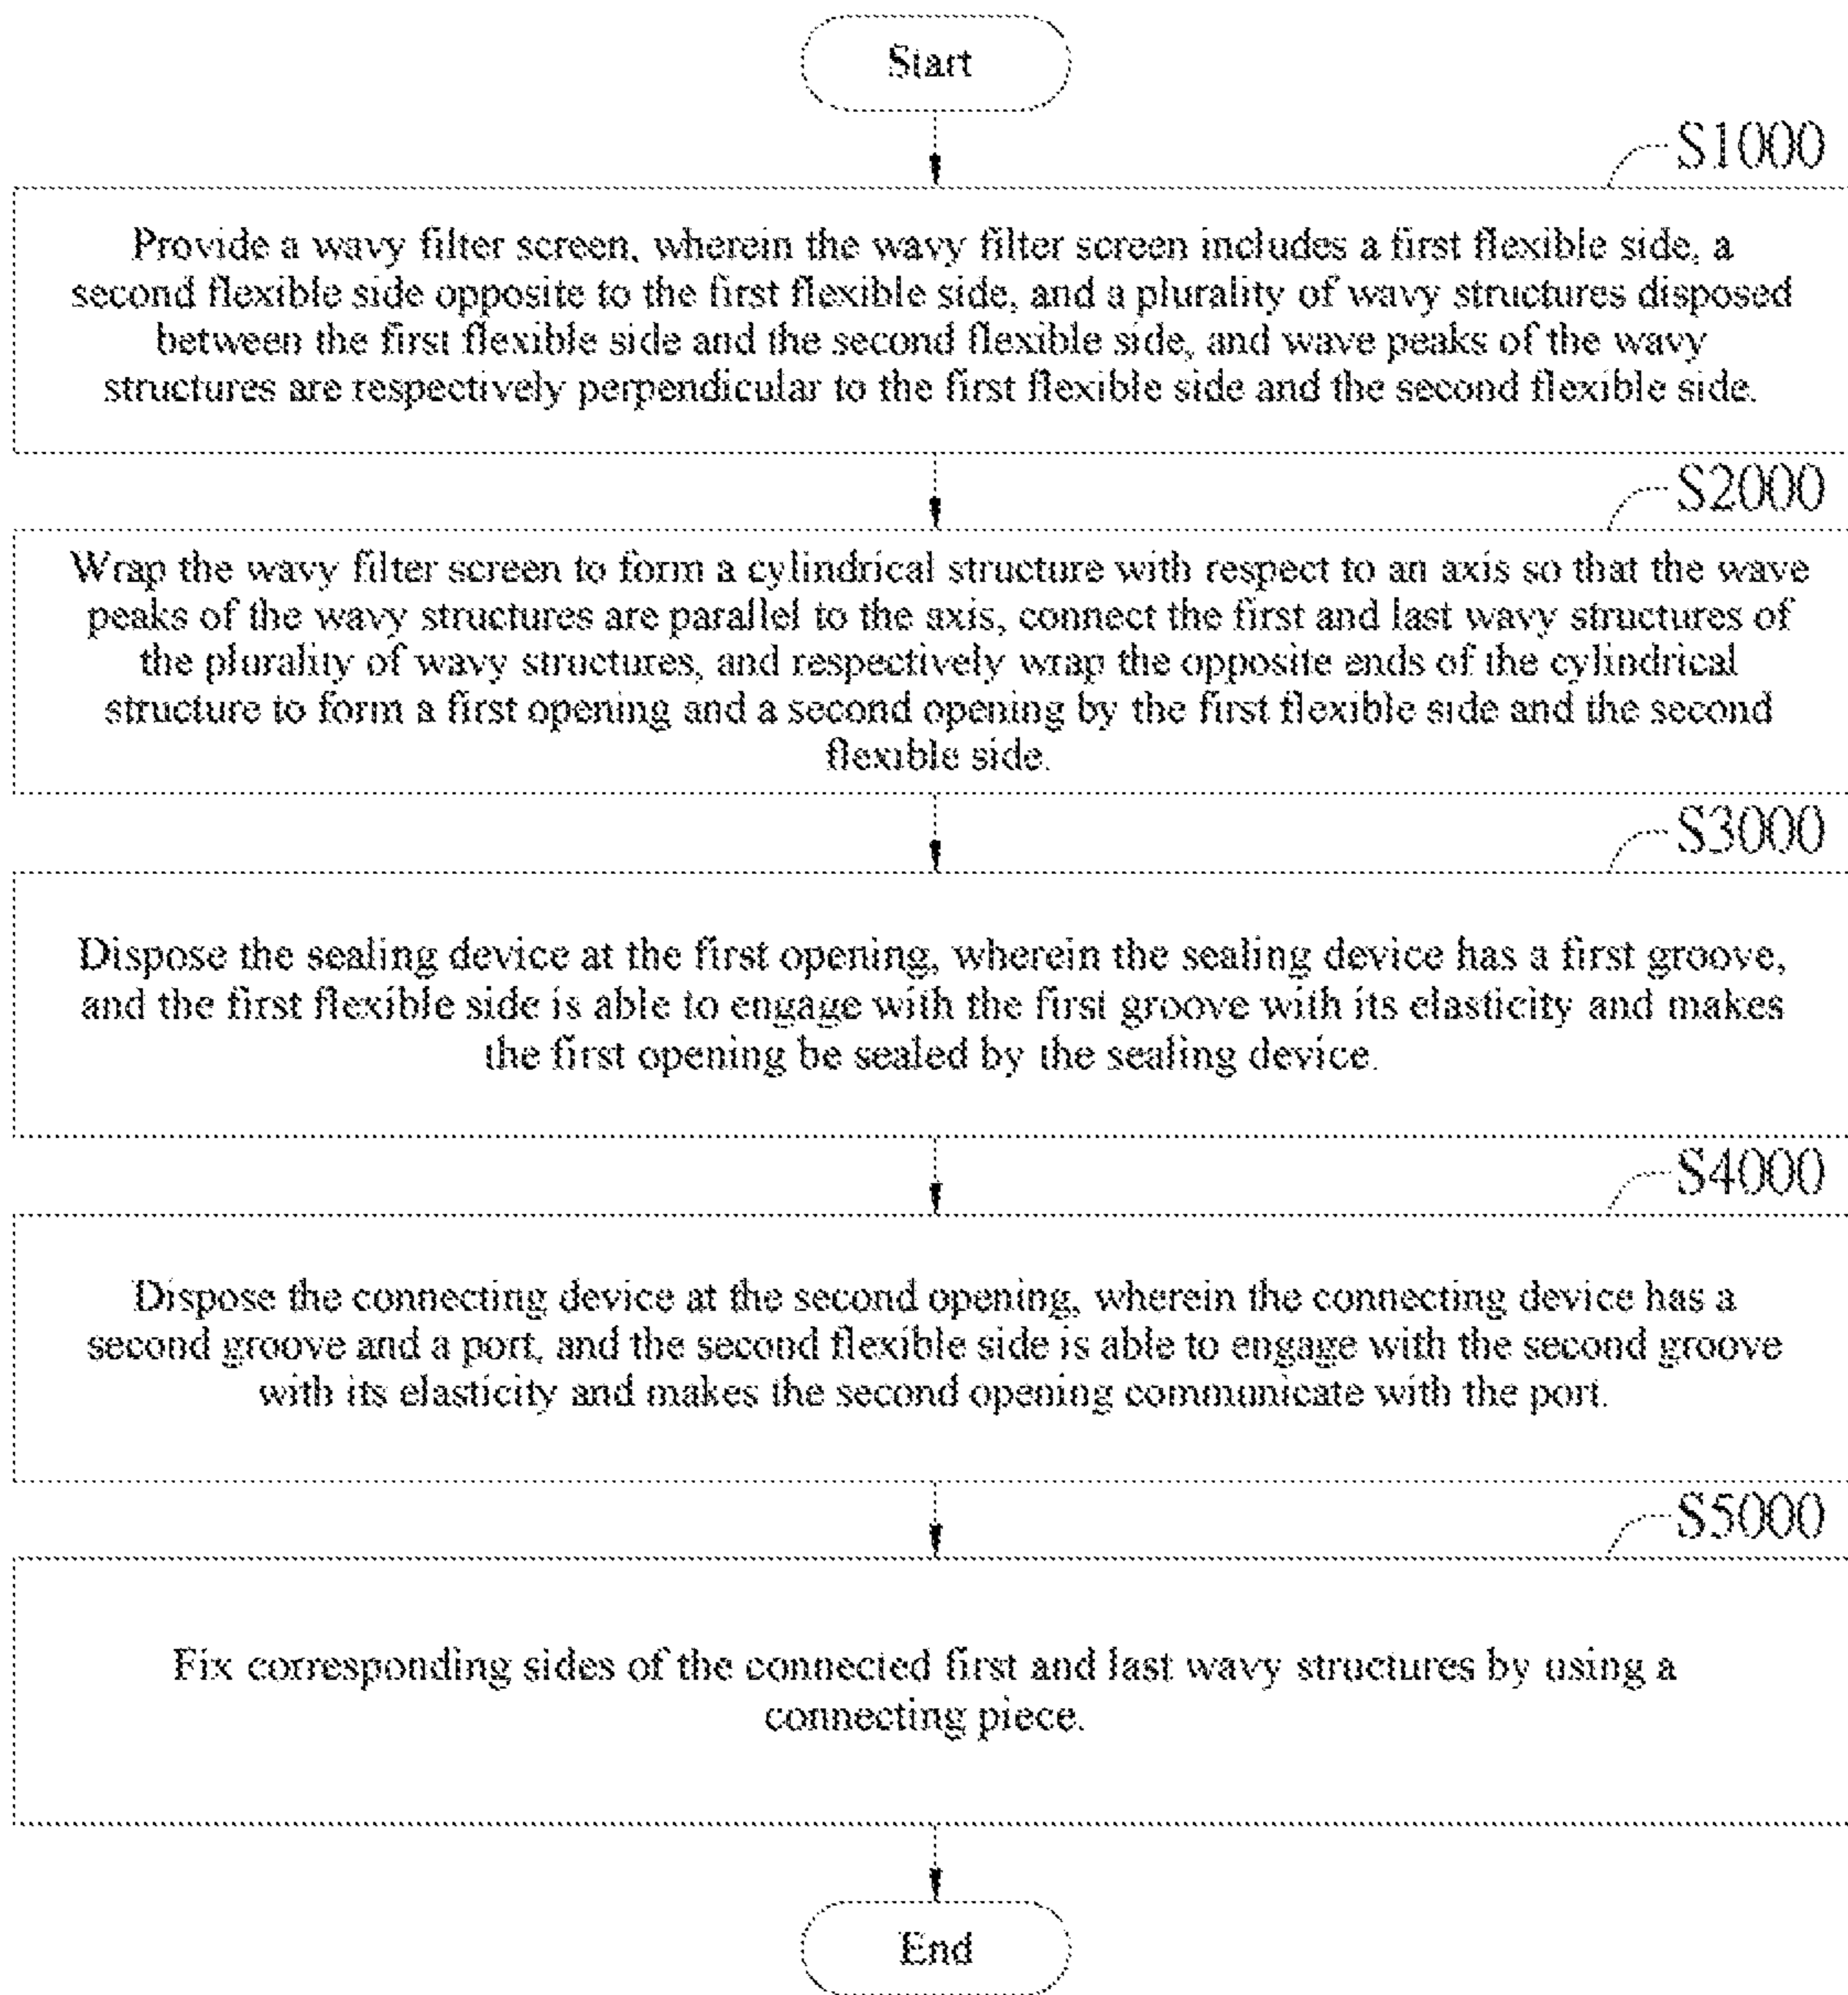 Start
S1000
Provide a wavy filter screen, wherein the wavy filter screen includes a first flexible side, a
second flexible side opposite to the first flexible side, and a plurality of wavy structures disposed
between the first flexible side and the second flexible side, and wave peaks of the wavy
structures are respectively perpendicular to the first flexible side and the second flexible side.
S2000
Wrap the wavy filter screen to form a cylindrical structure with respect to an axis so that the wave
peaks of the wavy structures are parallel to the axis, connect the first and last wavy structures of
the plurality of wavy structures, and respectively wrap the opposite ends of the cylindrical
structure to form a first opening and a second opening by the first flexible side and the second
flexible side.
S3000
Dispose the sealing device at the first opening, wherein the sealing device has a first groove,
and the first flexible side is able to engage with the first groove with its elasticity and makes
the first opening be sealed by the sealing device.
S4000
Dispose the connecting device at the second opening, wherein the connecting device has a
second groove and a port, and the second flexible side is able to engage with the second groove
with its elasticity and makes the second opening communicate with the port.
S5000
Fix corresponding sides of the connected first and last wavy structures by using a
connecting piece.
End